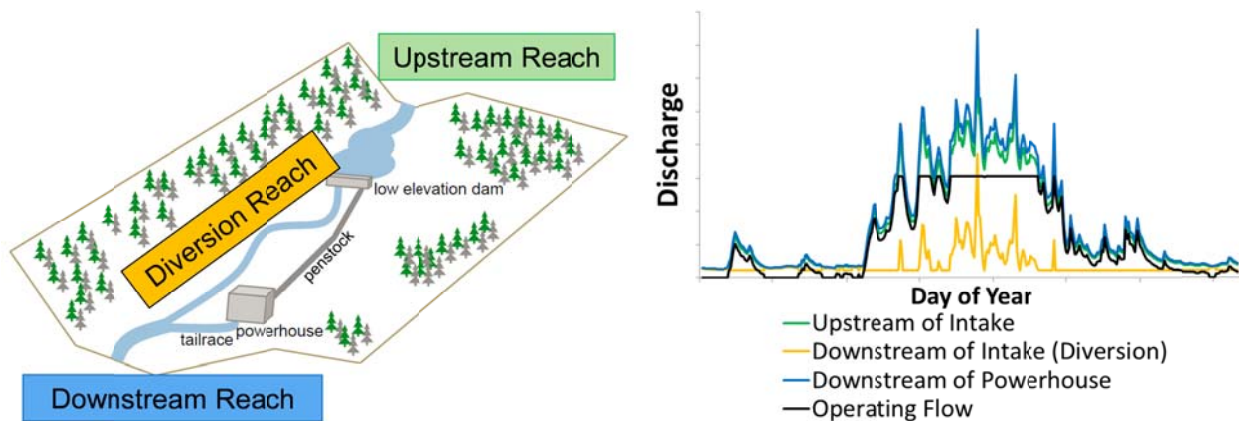 Upstream Reach
Diversion Reach
low elevation dam
penstock
powerhouse
tailrace
Downstream Reach
Discharge
Day of Year
Upstream of Intake
Downstream of Intake (Diversion)
Downstream of Powerhouse
Operating Flow